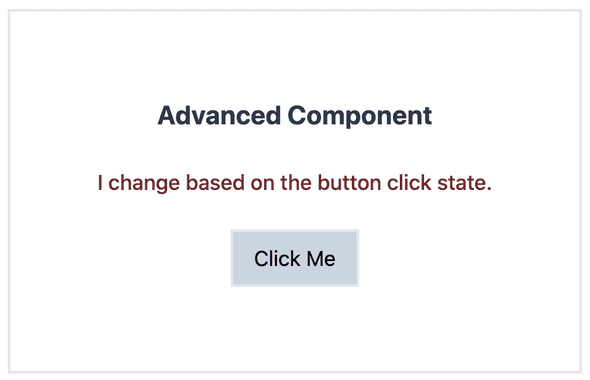 Advanced Component
I change based on the button click state.
Click Me